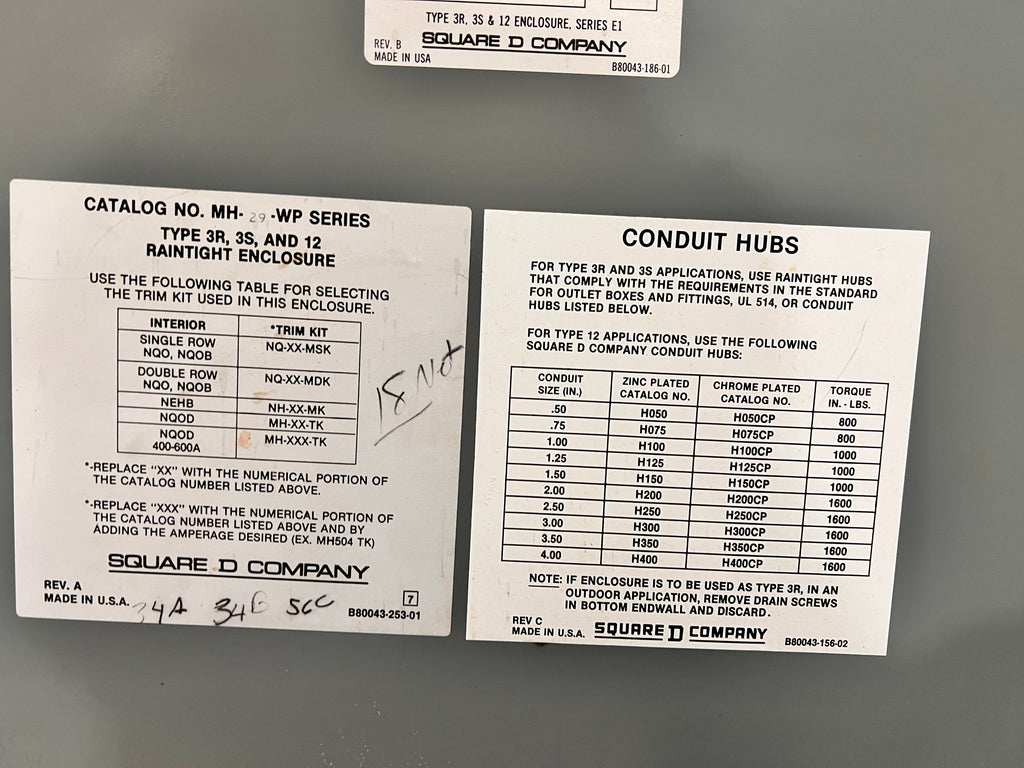 TYPE 3R, 3S & 12 ENCLOSURE, SERIES E1
REV. B SQUARE D COMPANY
MADE IN USA B80043-186-01
CATALOG NO. MH- 29 -WP SERIES
TYPE 3R, 3S, AND 12
RAINTIGHT ENCLOSURE
USE THE FOLLOWING TABLE FOR SELECTING
THE TRIM KIT USED IN THIS ENCLOSURE.
INTERIOR *TRIM KIT
SINGLE ROW NQ-XX-MSK
NQO, NQOB
DOUBLE ROW NQ-XX-MDK
NQO, NQOB
NEHB NH-XX-MK
NQOD MH-XX-TK
NQOD MH-XXX-TK
400-600A
18
*-REPLACE "XX" WITH THE NUMERICAL PORTION OF
THE CATALOG NUMBER LISTED ABOVE.
*-REPLACE "XXX" WITH THE NUMERICAL PORTION OF
THE CATALOG NUMBER LISTED ABOVE AND BY
ADDING THE AMPERAGE DESIRED (EX. MH504 TK)
SQUARE D COMPANY
REV. A
MADE IN U.S.A. 34A 34B 7
B80043-253-01
CONDUIT HUBS
FOR TYPE 3R AND 3S APPLICATIONS, USE RAINTIGHT HUBS
THAT COMPLY WITH THE REQUIREMENTS IN THE STANDARD
FOR OUTLET BOXES AND FITTINGS, UL 514, OR CONDUIT
HUBS LISTED BELOW.
FOR TYPE 12 APPLICATIONS, USE THE FOLLOWING
SQUARE D COMPANY CONDUIT HUBS:
CONDUIT ZINC PLATED CHROME PLATED TORQUE
SIZE (IN.) CATALOG NO. CATALOG NO. IN. - LBS.
.50 H050 H050CP 800
.75 H075 H075CP 800
1.00 H100 H100CP 1000
1.25 H125 H125CP 1000
1.50 H150 H150CP 1000
2.00 H200 H200CP 1600
2.50 H250 H250CP 1600
3.00 H300 H300CP 1600
3.50 H350 H350CP 1600
4.00 H400 H400CP 1600
NOTE: IF ENCLOSURE IS TO BE USED AS TYPE 3R, IN AN
OUTDOOR APPLICATION, REMOVE DRAIN SCREWS
IN BOTTOM ENDWALL AND DISCARD.
REV C
MADE IN U.S.A. SQUARE D COMPANY B80043-156-02